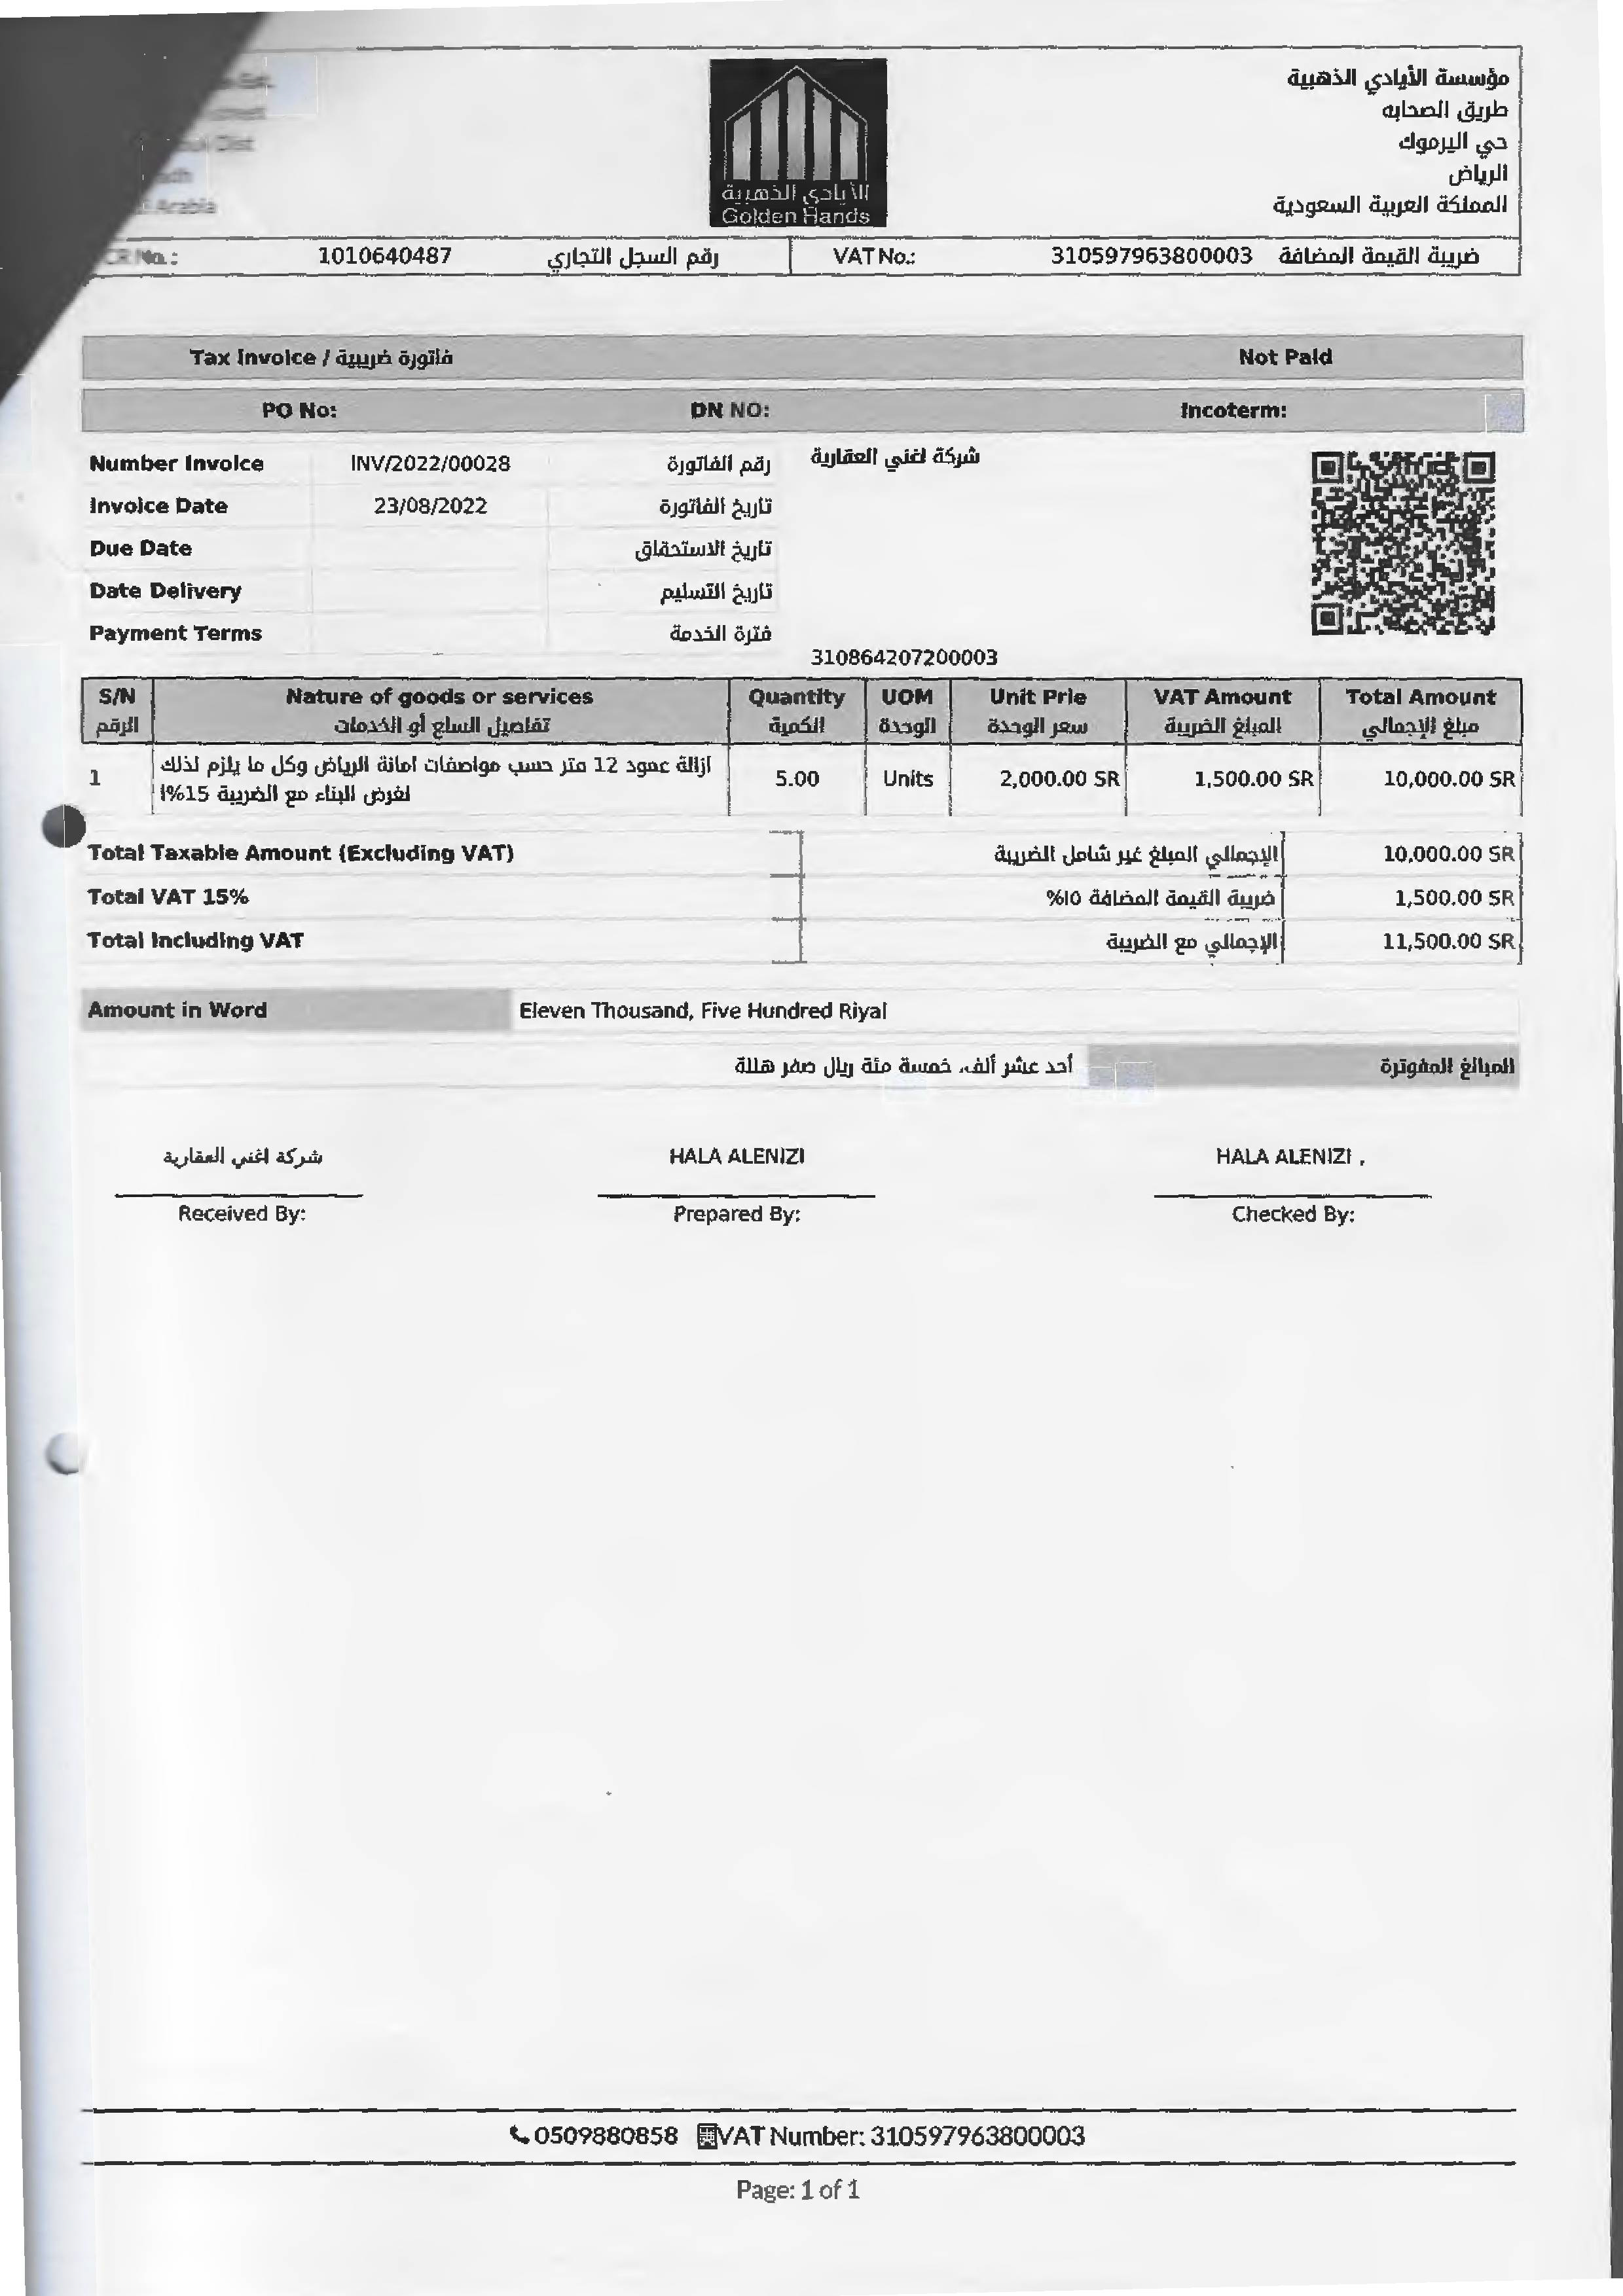 مؤسسة الأيادي الذهبية
طريق الصحابه
حي اليرموك
الرياض
المملكة العربية السعودية
Dist
Arabia
الأيادي الذهبية
Golden Hands
CR No.: 1010640487 رقم السجل التجاري VAT No.: 310597963800003 ضريبة القيمة المضافة
Tax Invoice / فاتورة ضريبية Not Paid
PO No: DN NO: Incoterm:
Number Invoice INV/2022/00028 رقم الفاتورة
Invoice Date 23/08/2022 تاريخ الفاتورة
Due Date تاريخ الاستحقاق
Date Delivery تاريخ التسليم
Payment Terms فترة الخدمة
شركة اغني العقارية
310864207200003
S/N Nature of goods or services Quantity UOM Unit Prie VAT Amount Total Amount
الرقم تفاصيل السلع أو الخدمات الكمية الوحدة سعر الوحدة المبلغ الضريبة مبلغ الإجمالي
1 ازالة عمود 12 متر حسب مواصفات امانة الرياض وكل ما يلزم لذلك 5.00 Units 2,000.00 SR 1,500.00 SR 10,000.00 SR
لغرض البناء مع الضريبة 15%ا
Total Taxable Amount (Excluding VAT) الإجمالي المبلغ غير شامل الضريبة 10,000.00 SR
Total VAT 15% ضريبة القيمة المضافة ١٥% 1,500.00 SR
Total Including VAT الإجمالي مع الضريبة 11,500.00 SR
Amount in Word Eleven Thousand, Five Hundred Riyal
المبالغ المفوترة أحد عشر ألف، خمسة مئة ريال صفر هللة
شركة اغني العقارية HALA ALENIZI HALA ALENIZI ,
Received By: Prepared By: Checked By:
0509880858 VAT Number: 310597963800003
Page: 1 of 1